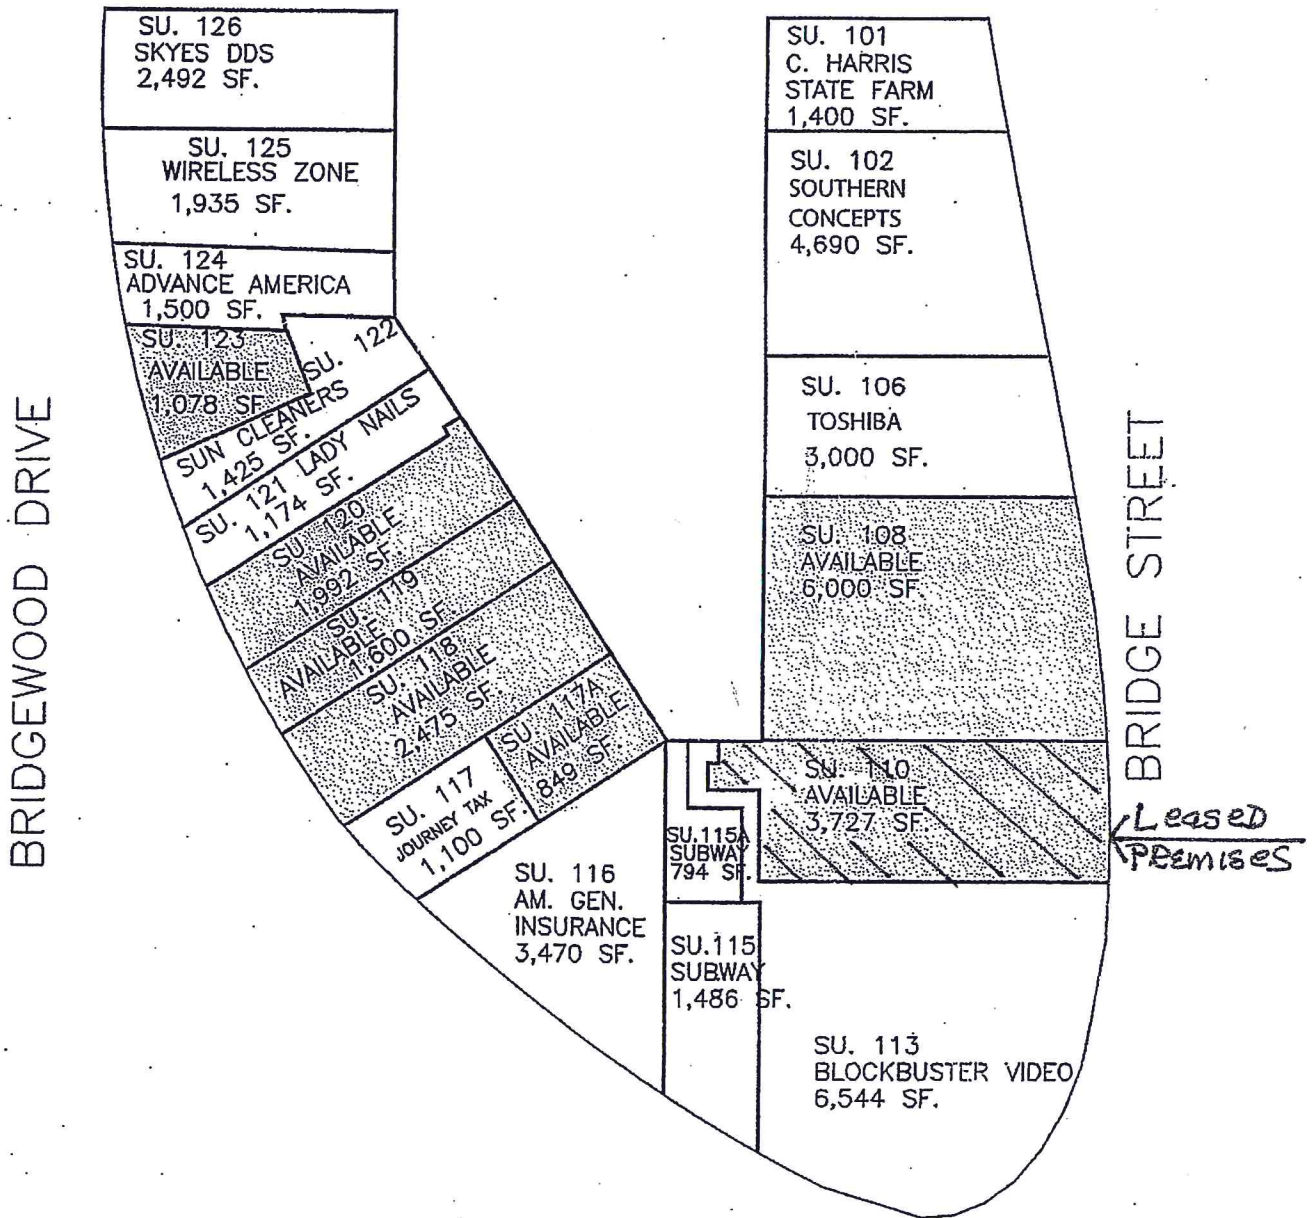 SU. 126
SKYES DDS
2,492 SF.
SU. 125
WIRELESS ZONE
1,935 SF.
SU. 124
ADVANCE AMERICA
1,500 SF.
SU. 123
AVAILABLE
1,078 SF
SU. 122
SUN CLEANERS
1,425 SF.
SU. 121 LADY NAILS
1,174 SF.
SU. 120
AVAILABLE
1,992 SF.
SU. 119
AVAILABLE
1,600 SF
SU. 118
AVAILABLE
2,475 SF.
SU. 117A
AVAILABLE
849 SF.
SU. 117
JOURNEY TAX
1,100 SF.
SU. 116
AM. GEN.
INSURANCE
3,470 SF.
SU.115A
SUBWAY
794 SF.
SU.115
SUBWAY
1,486 SF.
SU. 113
BLOCKBUSTER VIDEO
6,544 SF.
SU. 101
C. HARRIS
STATE FARM
1,400 SF.
SU. 102
SOUTHERN
CONCEPTS
4,690 SF.
SU. 106
TOSHIBA
3,000 SF.
SU. 108
AVAILABLE
6,000 SF.
SU. 110
AVAILABLE
3,727 SF.
Leased
Premises
BRIDGEWOOD DRIVE
BRIDGE STREET